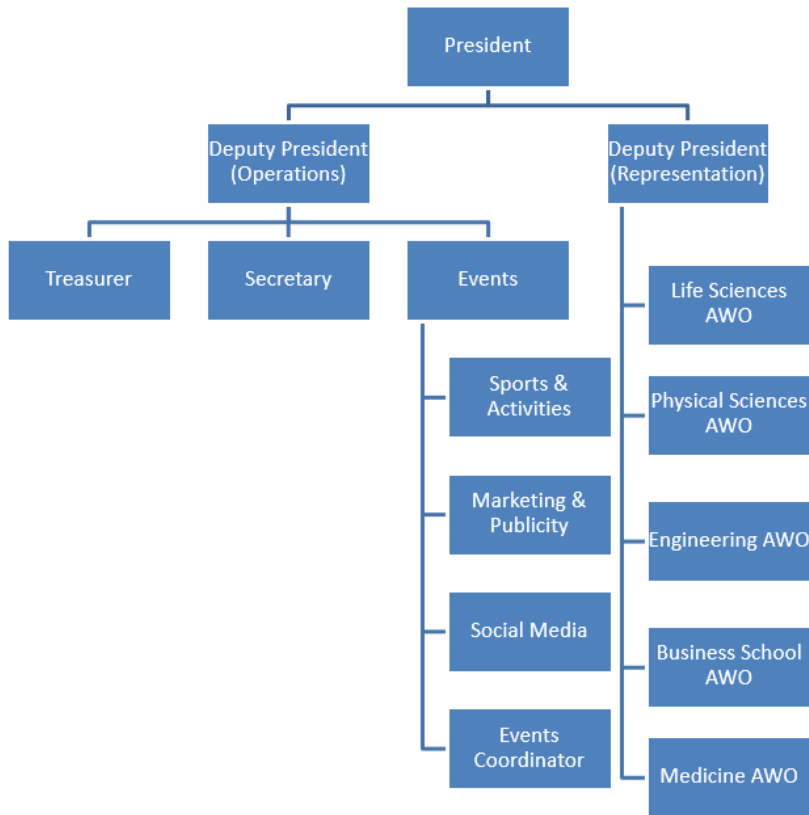 President
Deputy President
(Operations)
Deputy President
(Representation)
Treasurer
Secretary
Events
Life Sciences
AWO
Sports &
Activities
Physical Sciences
AWO
Marketing &
Publicity
Engineering AWO
Social Media
Business School
AWO
Events
Coordinator
Medicine AWO